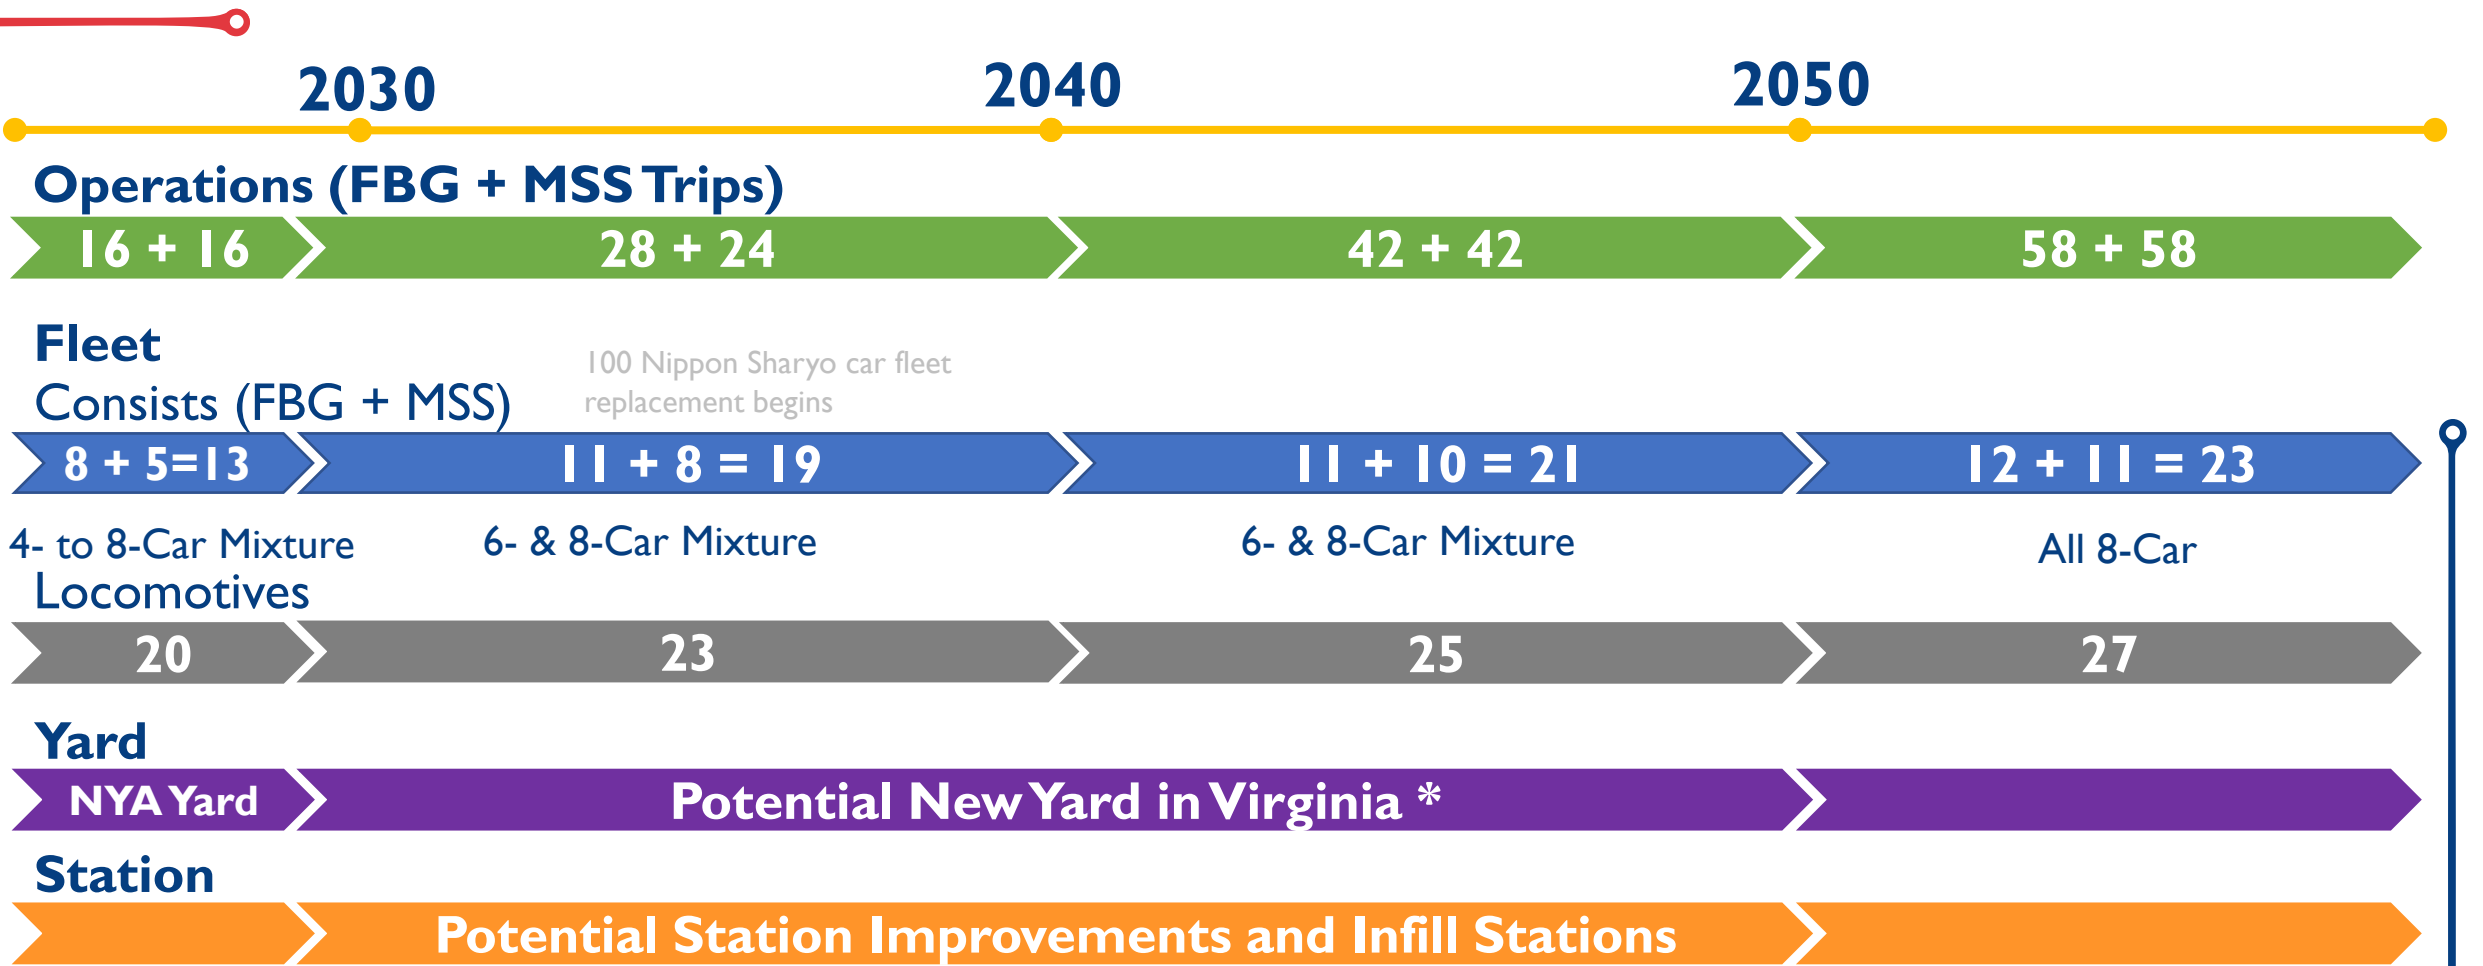 2030 2040 2050
Operations (FBG + MSS Trips)
16 + 16 28 + 24 42 + 42 58 + 58
Fleet
100 Nippon Sharyo car fleet
replacement begins
Consists (FBG + MSS)
8 + 5=13 11 + 8 = 19 11 + 10 = 21 12 + 11 = 23
4- to 8-Car Mixture 6- & 8-Car Mixture 6- & 8-Car Mixture All 8-Car
Locomotives
20 23 25 27
Yard
NYA Yard Potential New Yard in Virginia *
Station
Potential Station Improvements and Infill Stations